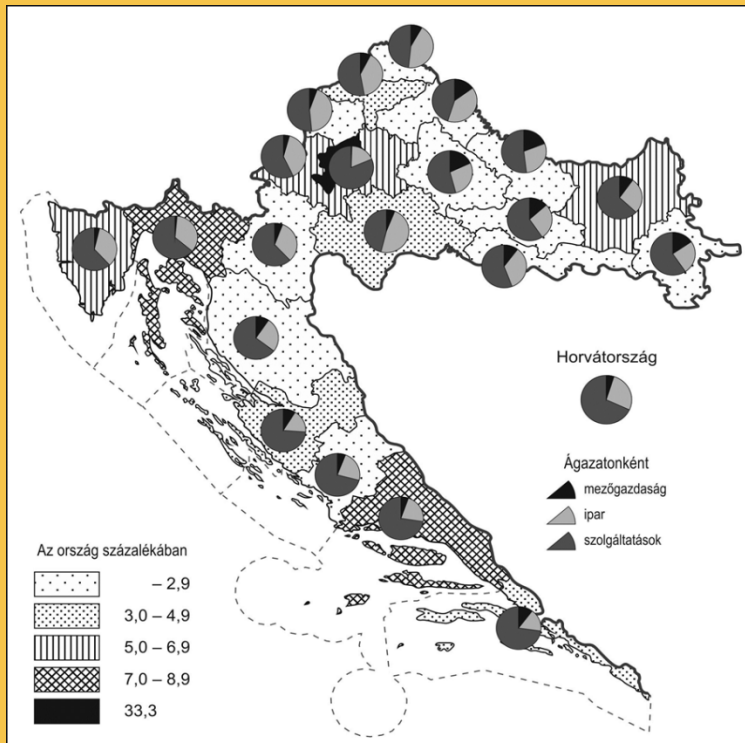 Horvátország
Ágazatonként
mezőgazdaság
ipar
szolgáltatások
Az ország százalékában
– 2,9
3,0 – 4,9
5,0 – 6,9
7,0 – 8,9
33,3